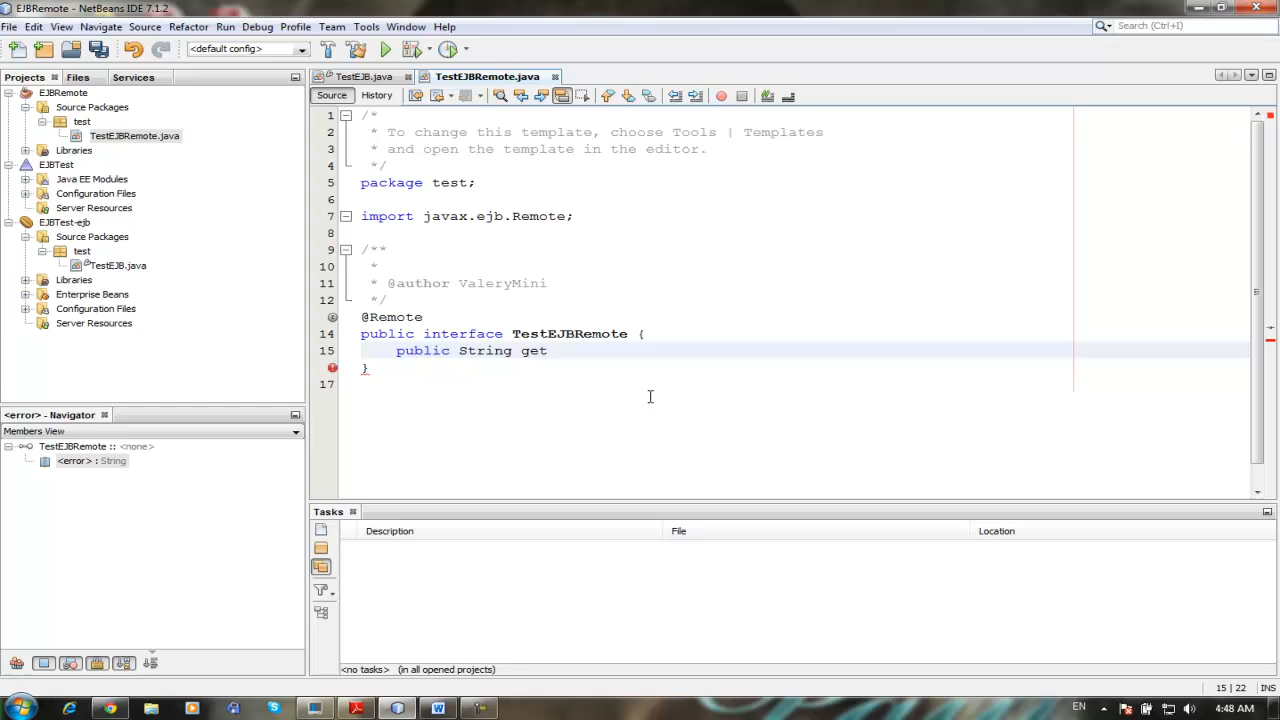 EJBRemote - NetBeans IDE 7.1.2
File Edit View Navigate Source Refactor Run Debug Profile Team Tools Window Help
Search (Ctrl+I)
<default config>
Projects Files Services
TestEJB.java TestEJBRemote.java
EJBRemote
Source Packages
test
TestEJBRemote.java
Libraries
EJBTest
Java EE Modules
Configuration Files
Server Resources
EJBTest-ejb
Source Packages
test
TestEJB.java
Libraries
Enterprise Beans
Configuration Files
Server Resources
Source History
1 /*
2 * To change this template, choose Tools | Templates
3 * and open the template in the editor.
4 */
5 package test;
6
7 import javax.ejb.Remote;
8
9 /**
10 *
11 * @author ValeryMini
12 */
@Remote
14 public interface TestEJBRemote {
15 public String get
}
17
<error> - Navigator
Members View
TestEJBRemote :: <none>
<error> : String
Tasks
Description File Location
<no tasks> (in all opened projects)
15 | 22 INS
EN 4:48 AM